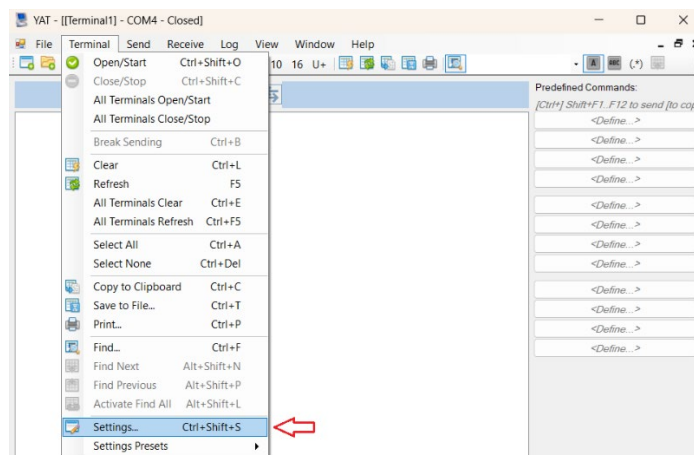 YAT - [[Terminal1] - COM4 - Closed]
File Terminal Send Receive Log View Window Help
10 16 U+ A ABC (.*)
Open/Start Ctrl+Shift+O
Close/Stop Ctrl+Shift+C
All Terminals Open/Start
All Terminals Close/Stop
Break Sending Ctrl+B
Clear Ctrl+L
Refresh F5
All Terminals Clear Ctrl+E
All Terminals Refresh Ctrl+F5
Select All Ctrl+A
Select None Ctrl+Del
Copy to Clipboard Ctrl+C
Save to File... Ctrl+T
Print... Ctrl+P
Find... Ctrl+F
Find Next Alt+Shift+N
Find Previous Alt+Shift+P
Activate Find All Alt+Shift+L
Settings... Ctrl+Shift+S
Settings Presets
Predefined Commands:
[Ctrl+] Shift+F1..F12 to send [to cop
<Define...>
<Define...>
<Define...>
<Define...>
<Define...>
<Define...>
<Define...>
<Define...>
<Define...>
<Define...>
<Define...>
<Define...>